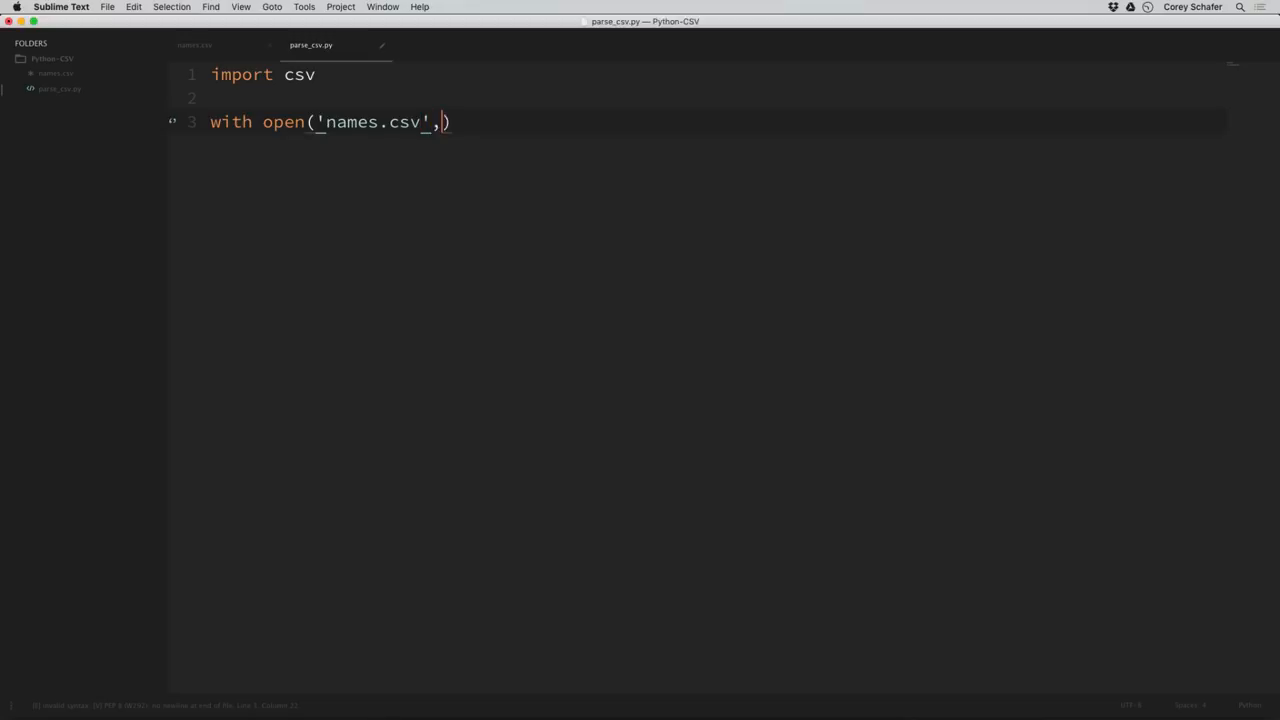 Sublime Text File Edit Selection Find View Goto Tools Project Window Help Corey Schafer
parse_csv.py — Python-CSV
FOLDERS
Python-CSV
names.csv
parse_csv.py
names.csv parse_csv.py
1 import csv
2
3 with open('names.csv',)
UTF-8 Spaces: 4 Python